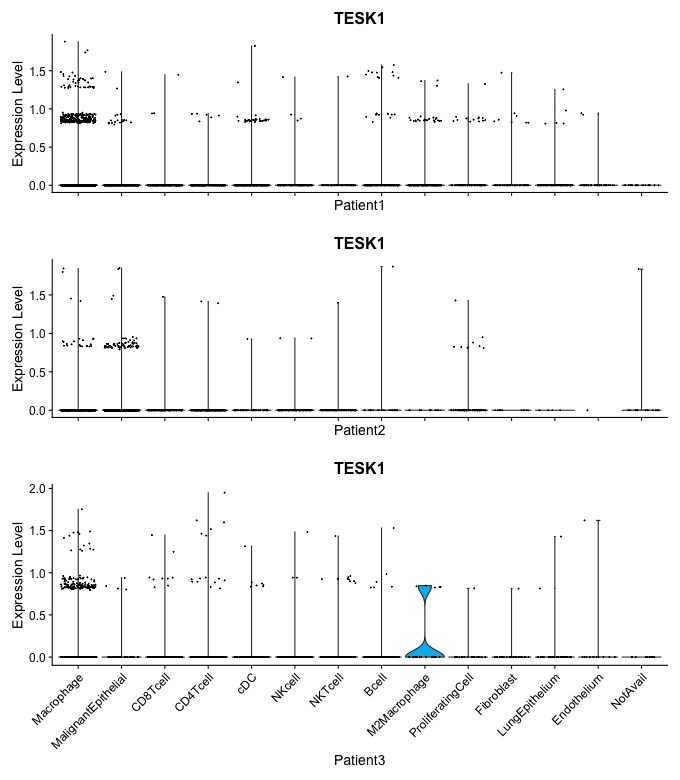 TESK1
Expression Level
1.5
1.0
0.5
0.0
Patient1
TESK1
Expression Level
1.5
1.0
0.5
0.0
Patient2
TESK1
Expression Level
2.0
1.5
1.0
0.5
0.0
Macrophage
MalignantEpithelial
CD8Tcell
CD4Tcell
cDC
NKcell
NKTcell
Bcell
M2Macrophage
ProliferatingCell
Fibroblast
LungEpithelium
Endothelium
NotAvail
Patient3